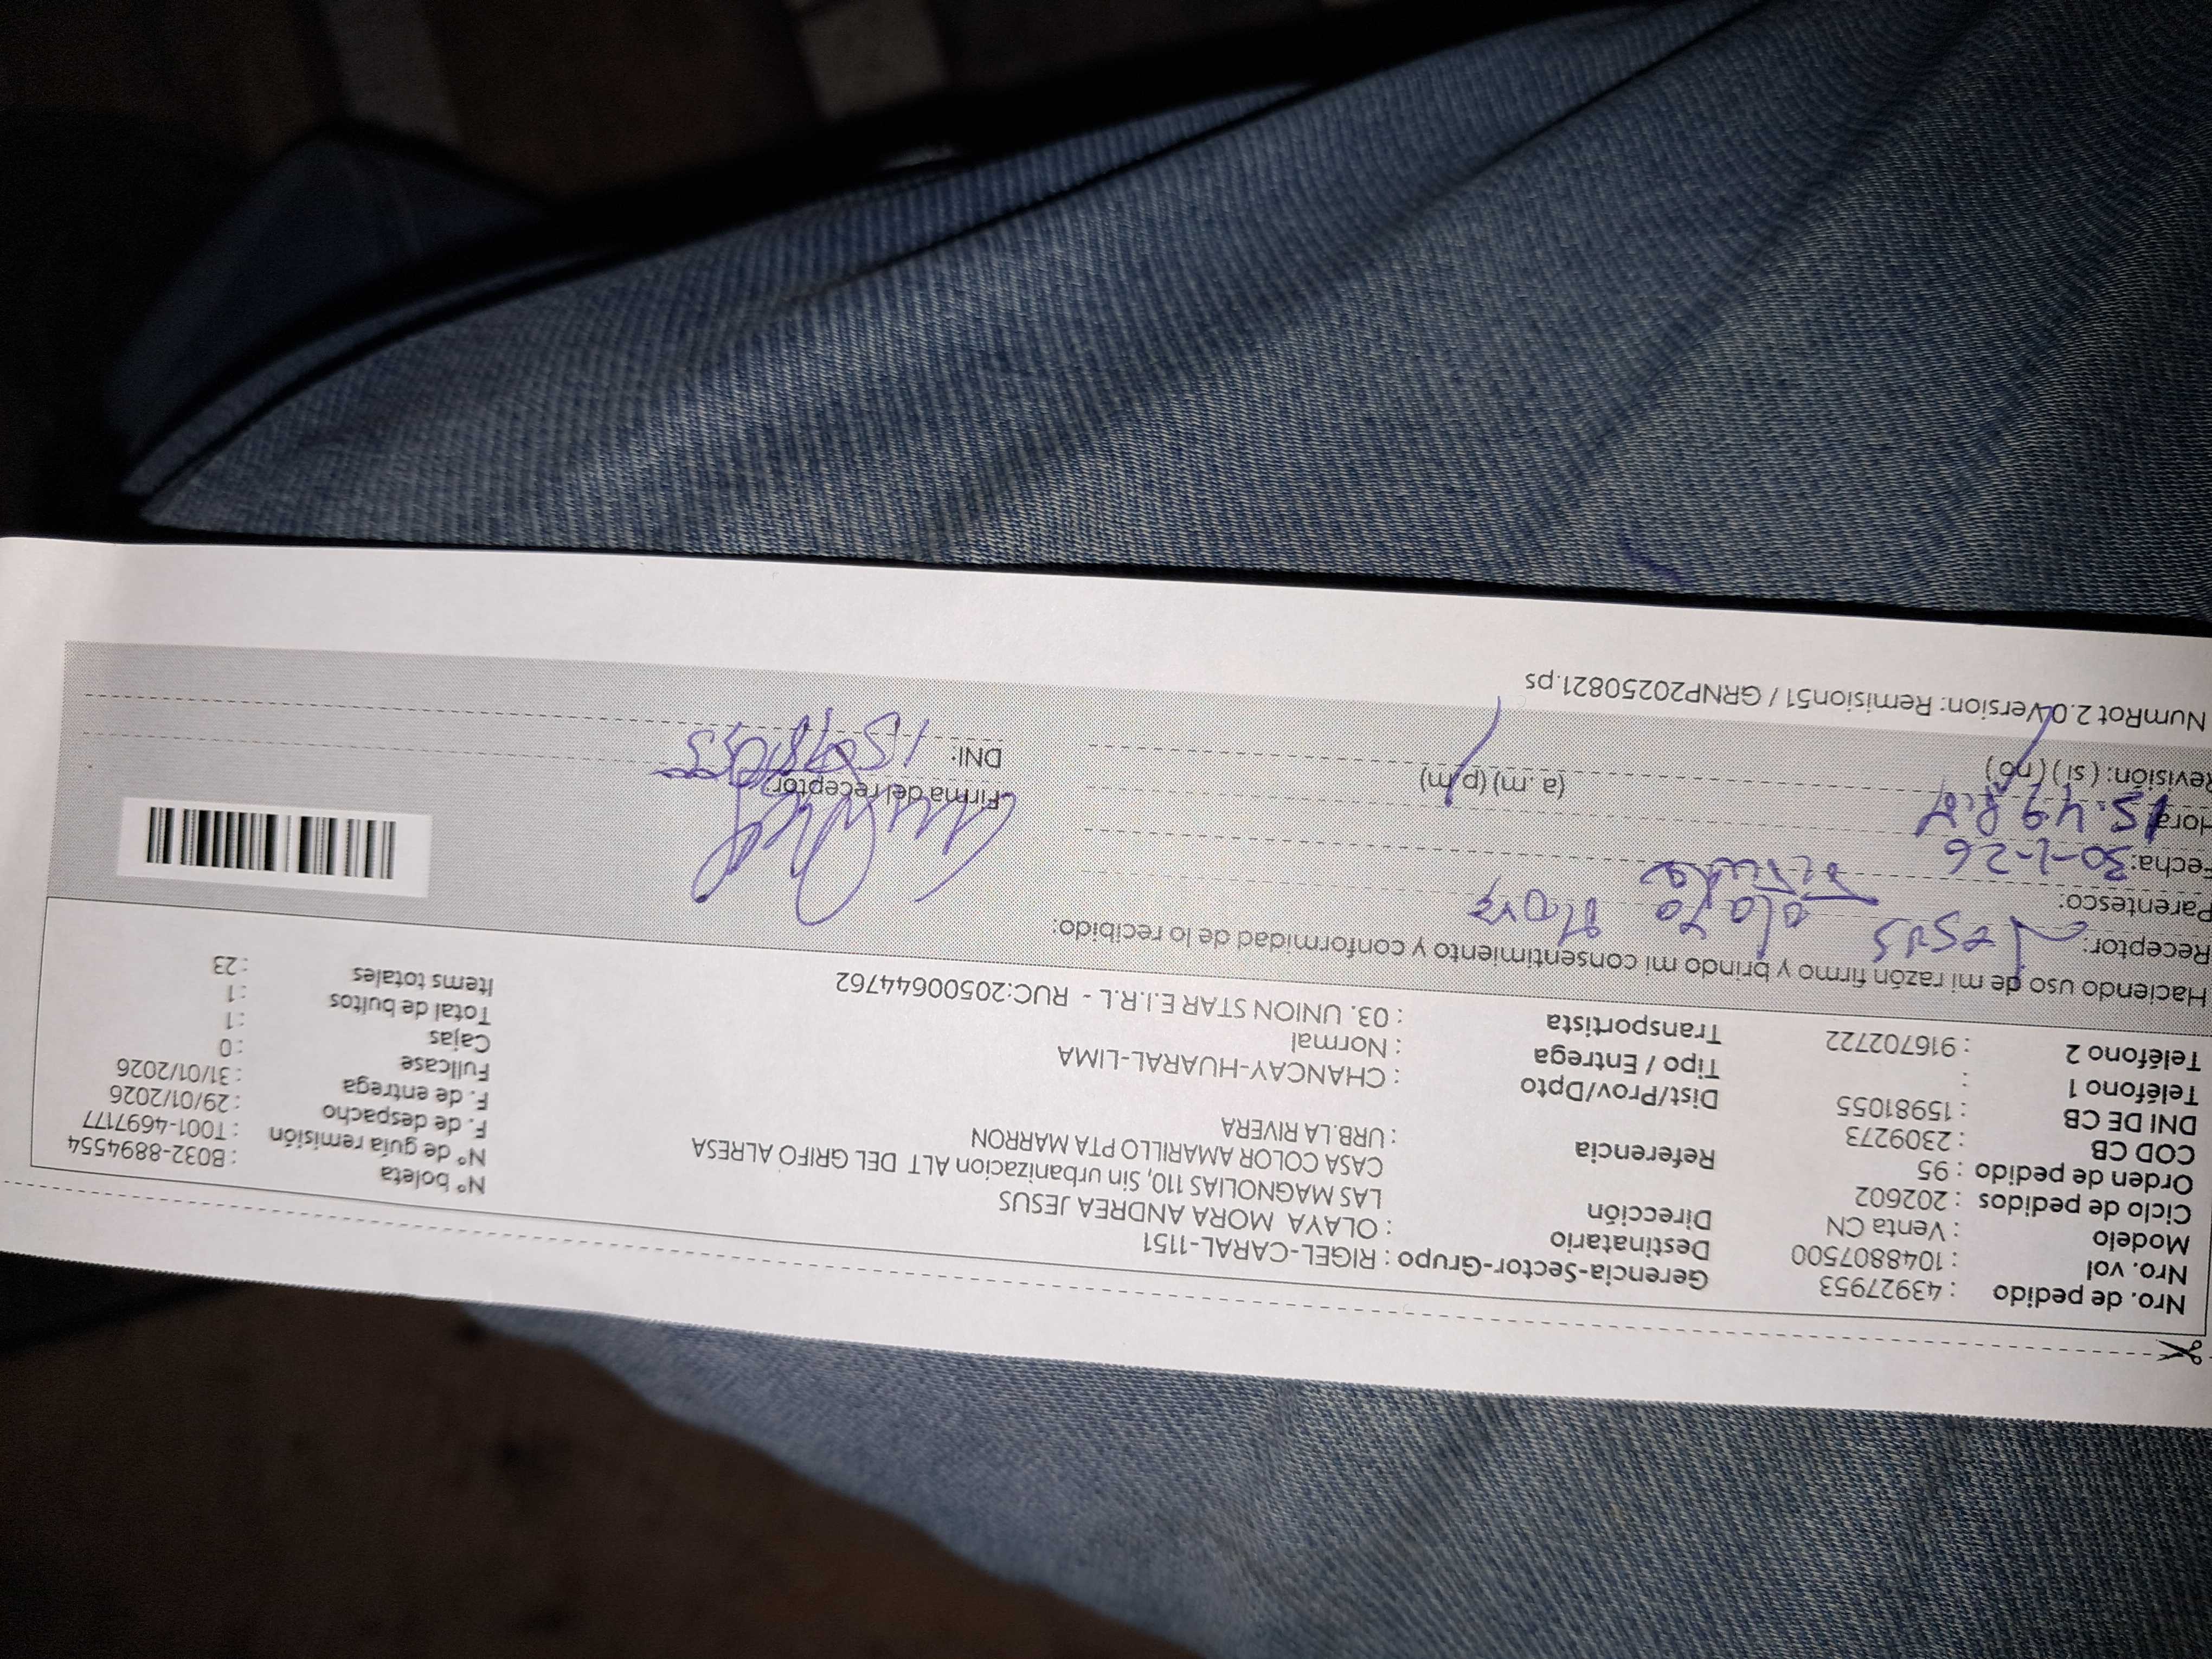 Nro. de pedido : 43927953 Gerencia-Sector-Grupo : RIGEL-CARAL-1151
Nro. vol : 1048807500 Destinatario : OLAYA MORA ANDREA JESUS Nº boleta : B032-8894554
Modelo : Venta CN Dirección LAS MAGNOLIAS 110, Sin urbanizacion ALT DEL GRIFO ALRESA Nº de guía remisión : T001-4697177
Ciclo de pedidos : 202602 CASA COLOR AMARILLO PTA MARRON F. de despacho : 29/01/2026
Orden de pedido : 95 Referencia : URB.LA RIVERA F. de entrega : 31/01/2026
COD CB : 2309273 Fullcase : 0
DNI DE CB : 15981055 Dist/Prov/Dpto : CHANCAY-HUARAL-LIMA Cajas : 1
Teléfono 1 : Tipo / Entrega : Normal Total de bultos : 1
Teléfono 2 : 916702722 Transportista : 03. UNION STAR E.I.R.L - RUC:20500644762 Items totales : 23
Haciendo uso de mi razón firmo y brindo mi consentimiento y conformidad de lo recibido:
Receptor: Jesus Olaya Mora
Parentesco:
Fecha: 30-1-26
Hora: 15.49 P.M (a. m) (p. m) Firma del receptor
Revisión: (si) (no) DNI:
NumRot 2.0 Version: Remision51 / GRNP20250821.ps